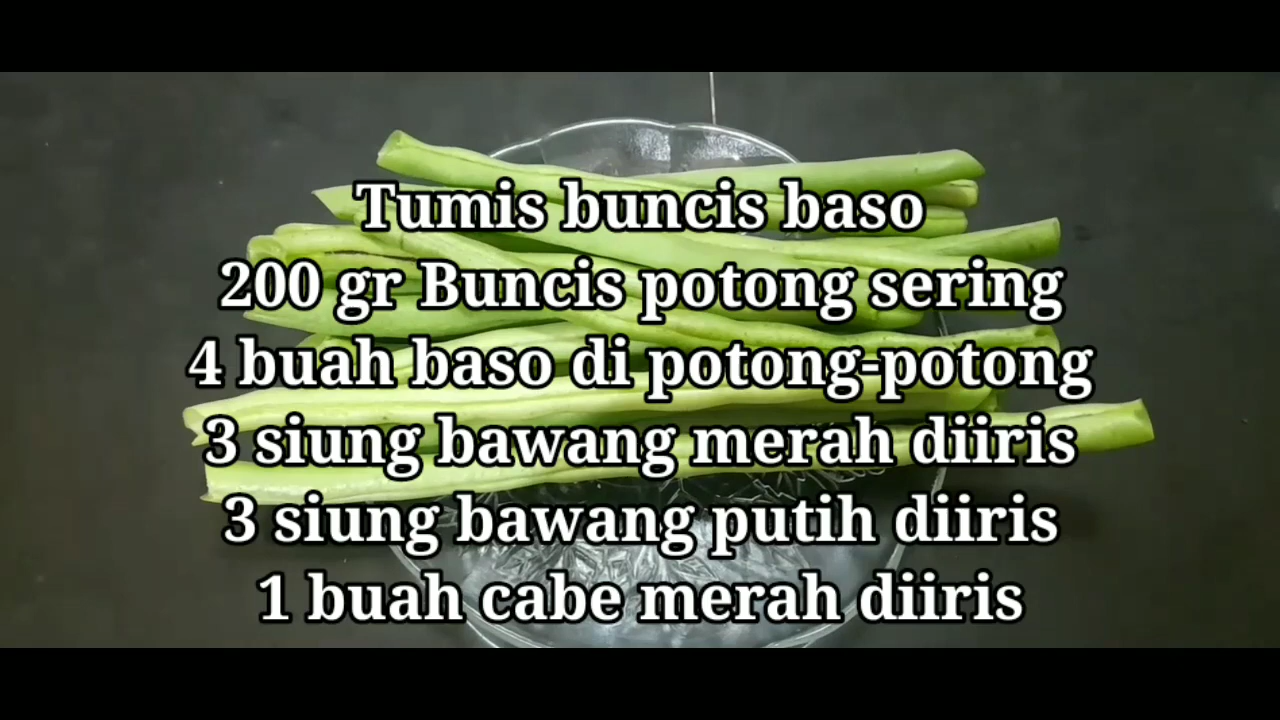 Tumis buncis baso
200 gr Buncis potong sering
4 buah baso di potong-potong
3 siung bawang merah diiris
3 siung bawang putih diiris
1 buah cabe merah diiris